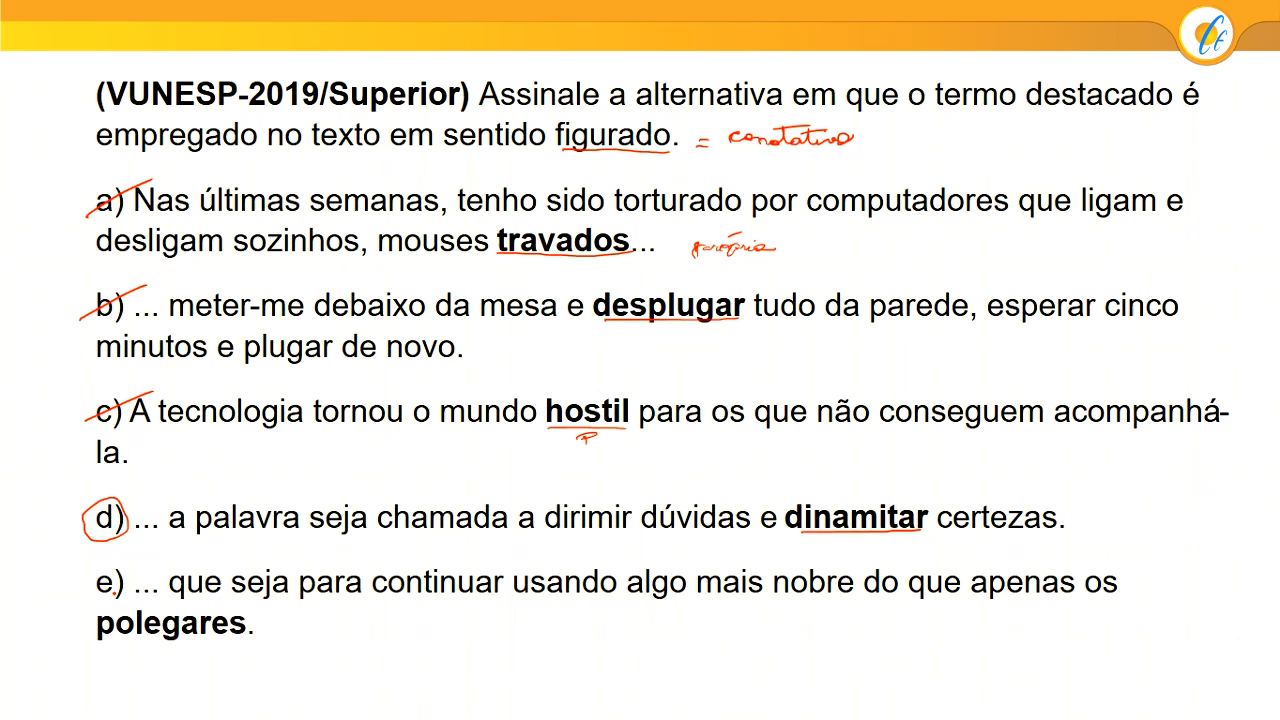 (VUNESP-2019/Superior) Assinale a alternativa em que o termo destacado é
empregado no texto em sentido figurado. = conotativo
a) Nas últimas semanas, tenho sido torturado por computadores que ligam e
desligam sozinhos, mouses travados... próprio
b) ... meter-me debaixo da mesa e desplugar tudo da parede, esperar cinco
minutos e plugar de novo.
c) A tecnologia tornou o mundo hostil para os que não conseguem acompanhá-
P
la.
d) ... a palavra seja chamada a dirimir dúvidas e dinamitar certezas.
e) ... que seja para continuar usando algo mais nobre do que apenas os
polegares.